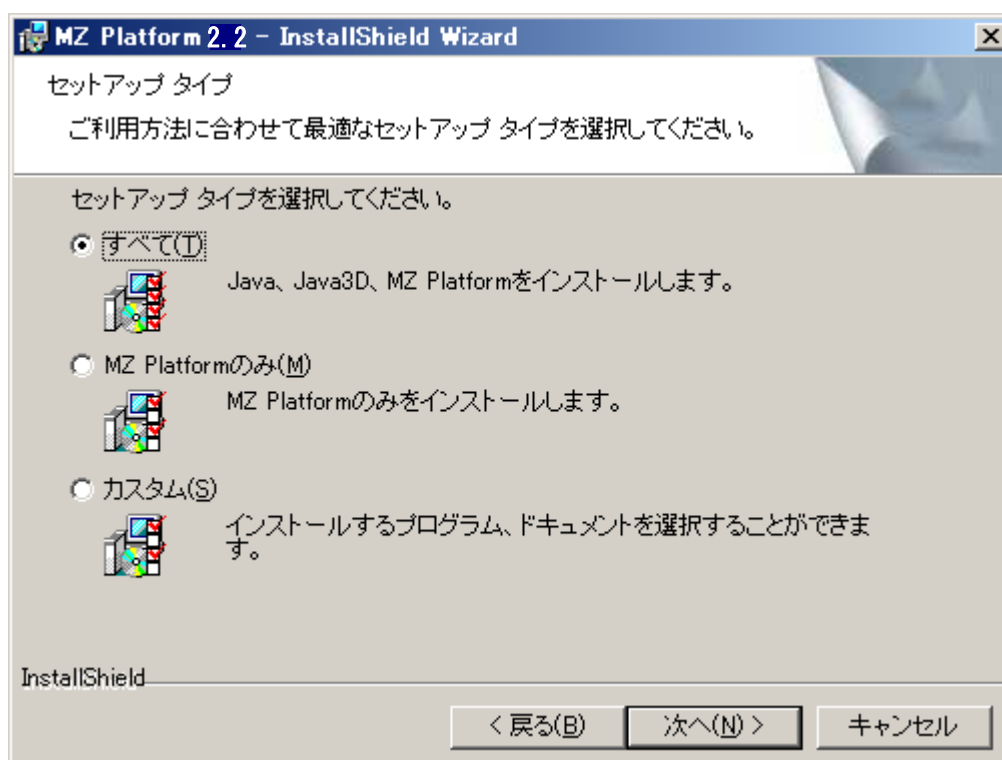 MZ Platform 2.2 - InstallShield Wizard
セットアップ タイプ
ご利用方法に合わせて最適なセットアップ タイプを選択してください。
セットアップ タイプを選択してください。
すべて(T)
Java、Java3D、MZ Platformをインストールします。
MZ Platformのみ(M)
MZ Platformのみをインストールします。
カスタム(S)
インストールするプログラム、ドキュメントを選択することができま
す。
InstallShield
< 戻る(B) 次へ(N) > キャンセル